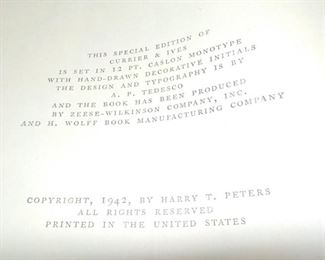 THIS SPECIAL EDITION OF
CURRIER & IVES
IS SET IN 12 PT. CASLON MONOTYPE
WITH HAND-DRAWN DECORATIVE INITIALS
THE DESIGN AND TYPOGRAPHY IS BY
A. P. TEDESCO
AND THE BOOK HAS BEEN PRODUCED
BY ZEESE-WILKINSON COMPANY, INC.
AND H. WOLFF BOOK MANUFACTURING COMPANY
COPYRIGHT, 1942, BY HARRY T. PETERS
ALL RIGHTS RESERVED
PRINTED IN THE UNITED STATES